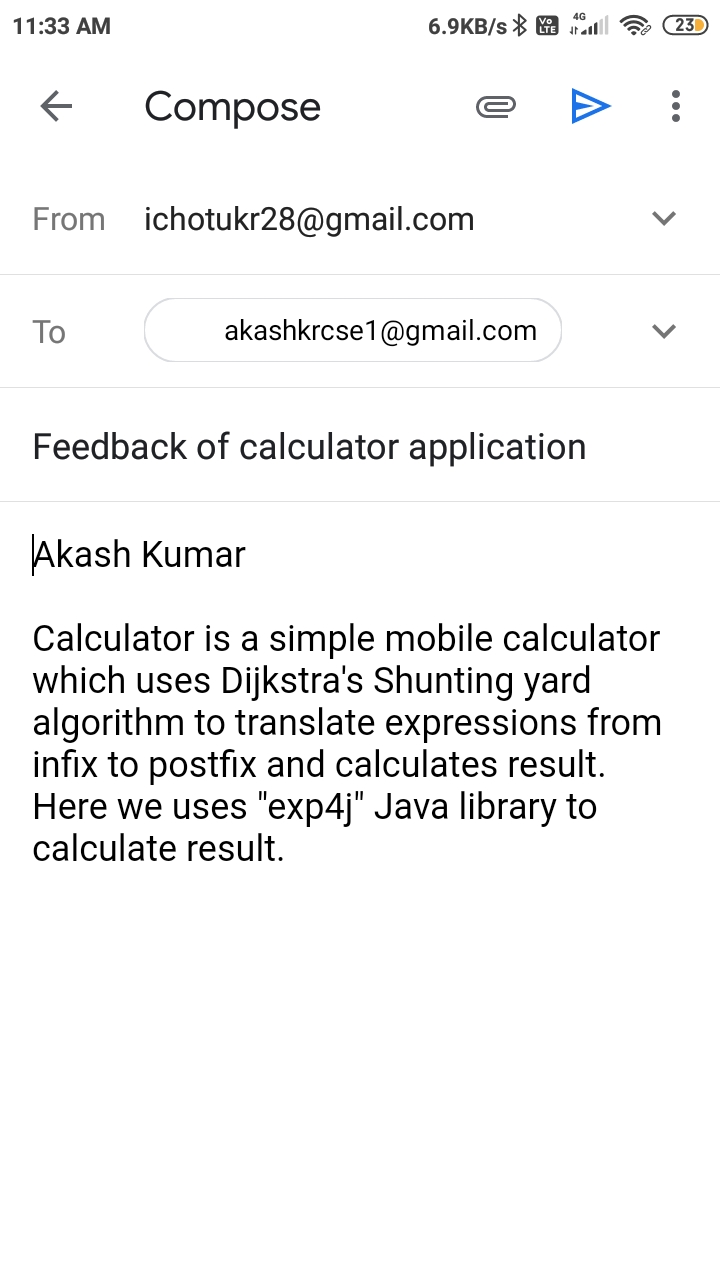 11:33 AM 6.9KB/s Vo LTE 4G 23
Compose
From ichotukr28@gmail.com
To akashkrcse1@gmail.com
Feedback of calculator application
Akash Kumar
Calculator is a simple mobile calculator
which uses Dijkstra's Shunting yard
algorithm to translate expressions from
infix to postfix and calculates result.
Here we uses "exp4j" Java library to
calculate result.